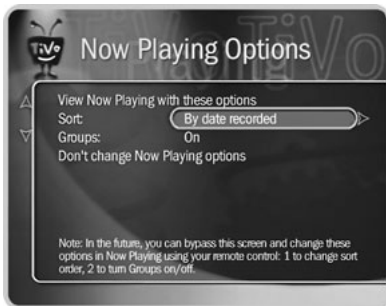 TiVo
Now Playing Options
View Now Playing with these options
Sort: By date recorded
Groups: On
Don't change Now Playing options
Note: In the future, you can bypass this screen and change these
options in Now Playing using your remote control: 1 to change sort
order, 2 to turn Groups on/off.